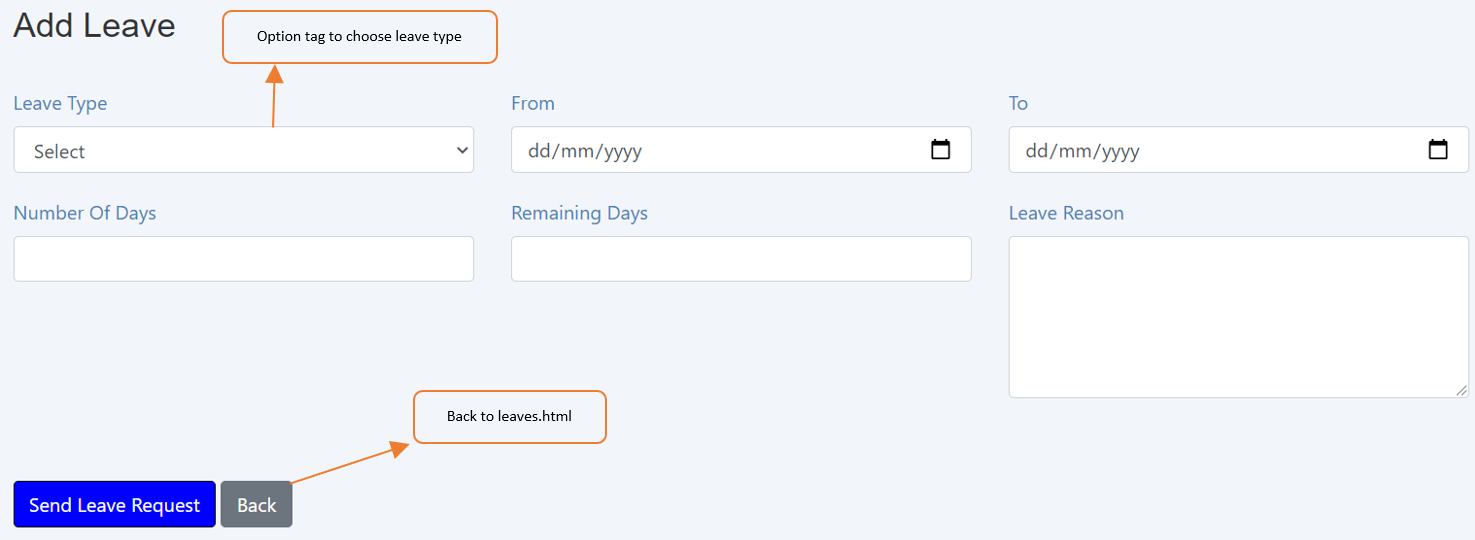 Add Leave
Option tag to choose leave type
Leave Type
From
To
Select
dd/mm/yyyy
dd/mm/yyyy
Number Of Days
Remaining Days
Leave Reason
Back to leaves.html
Send Leave Request
Back